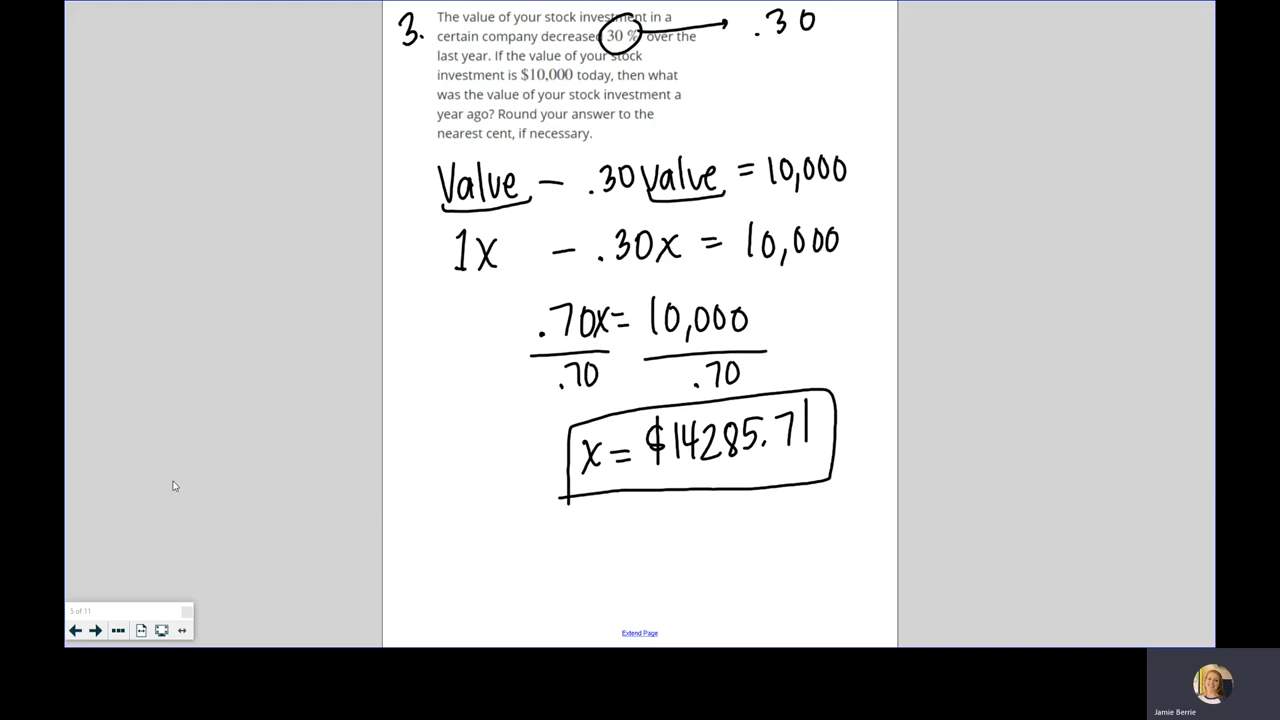 3.
The value of your stock investment in a
certain company decreased 30 % over the
last year. If the value of your stock
investment is $10,000 today, then what
was the value of your stock investment a
year ago? Round your answer to the
nearest cent, if necessary.
.30
Value - .30 Value = 10,000
1x - .30x = 10,000
.70x = 10,000
.70 .70
x = $14285.71
5 of 11
Extend Page
Jamie Berrie